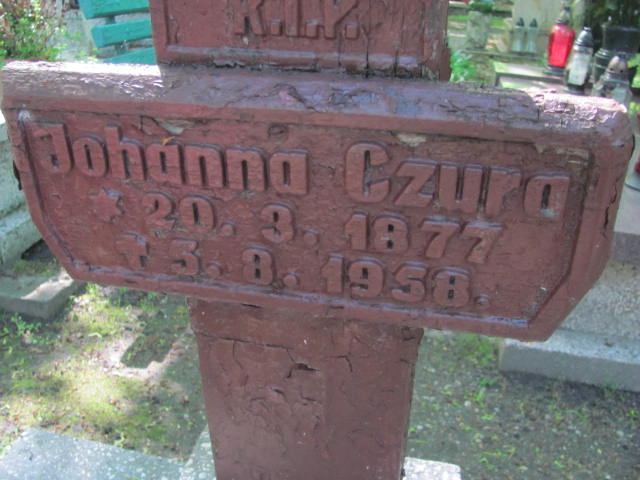 R.I.P.
Johanna Czura
* 20. 3. 1877
† 3. 8. 1958.